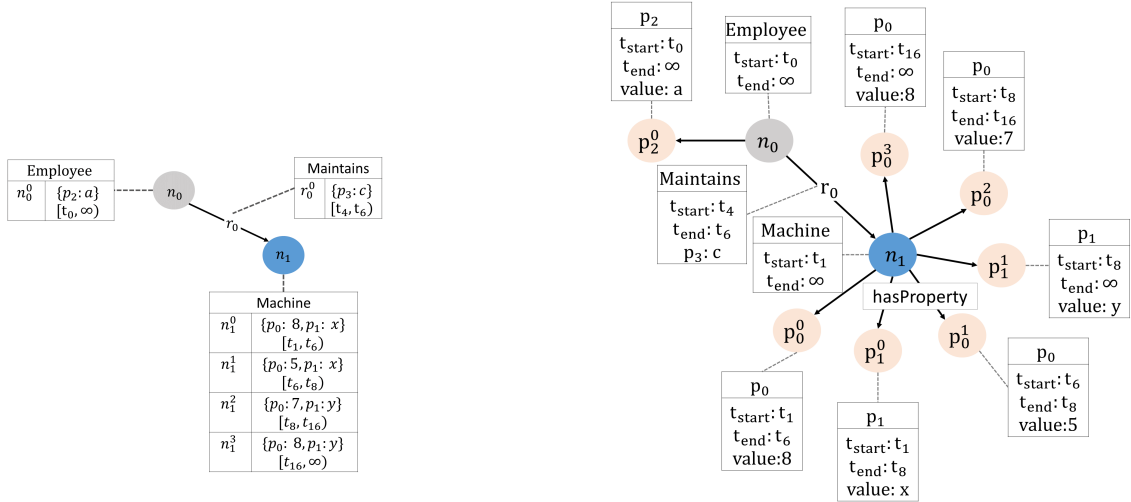 Employee
n₀⁰ {p₂: a}
[t₀, ∞)
n₀
Maintains
r₀⁰ {p₃: c}
[t₄, t₆)
r₀
n₁
Machine
n₁⁰ {p₀: 8, p₁: x}
[t₁, t₆)
n₁¹ {p₀: 5, p₁: x}
[t₆, t₈)
n₁² {p₀: 7, p₁: y}
[t₈, t₁₆)
n₁³ {p₀: 8, p₁: y}
[t₁₆, ∞)
p₂
t_start: t₀
t_end: ∞
value: a
Employee
t_start: t₀
t_end: ∞
p₀
t_start: t₁₆
t_end: ∞
value:8
p₀
t_start: t₈
t_end: t₁₆
value:7
p₂⁰
n₀
p₀³
p₀²
Maintains
t_start: t₄
t_end: t₆
p₃: c
r₀
Machine
t_start: t₁
t_end: ∞
n₁
p₁¹
p₁
t_start: t₈
t_end: ∞
value: y
hasProperty
p₀⁰
p₁⁰
p₀¹
p₀
t_start: t₁
t_end: t₆
value:8
p₁
t_start: t₁
t_end: t₈
value: x
p₀
t_start: t₆
t_end: t₈
value:5